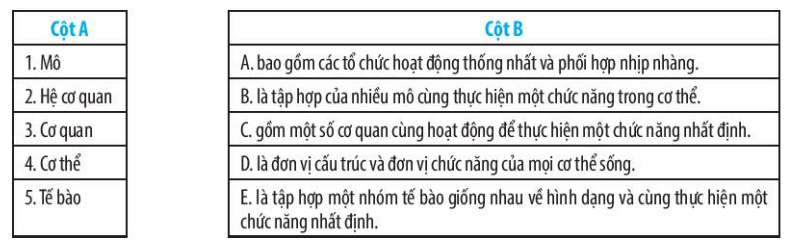 Cột A
Cột B
1. Mô
A. bao gồm các tổ chức hoạt động thống nhất và phối hợp nhịp nhàng.
2. Hệ cơ quan
B. là tập hợp của nhiều mô cùng thực hiện một chức năng trong cơ thể.
3. Cơ quan
C. gồm một số cơ quan cùng hoạt động để thực hiện một chức năng nhất định.
4. Cơ thể
D. là đơn vị cấu trúc và đơn vị chức năng của mọi cơ thể sống.
5. Tế bào
E. là tập hợp một nhóm tế bào giống nhau về hình dạng và cùng thực hiện một
chức năng nhất định.